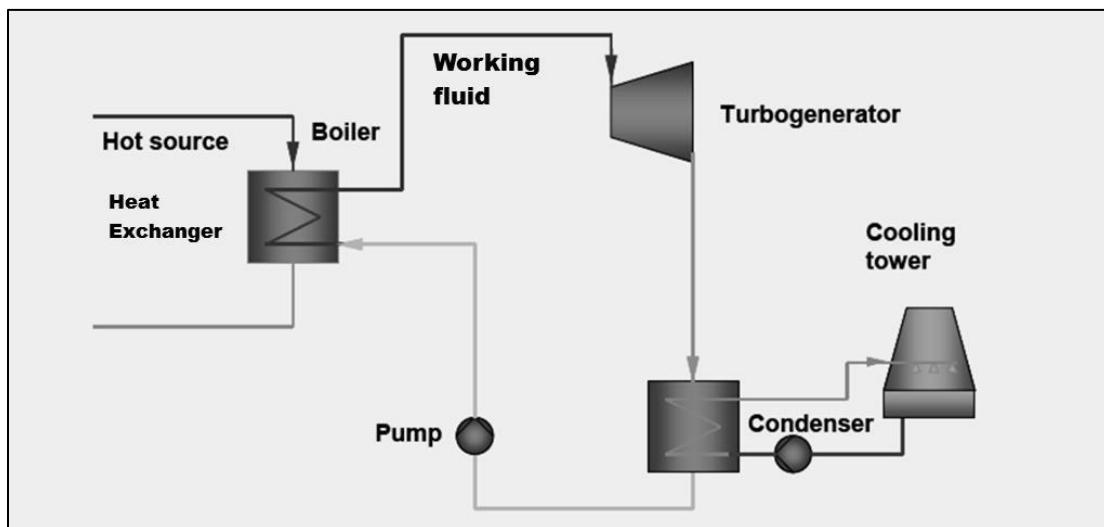 Working
fluid
Hot source
Boiler
Turbogenerator
Heat
Exchanger
Cooling
tower
Pump
Condenser